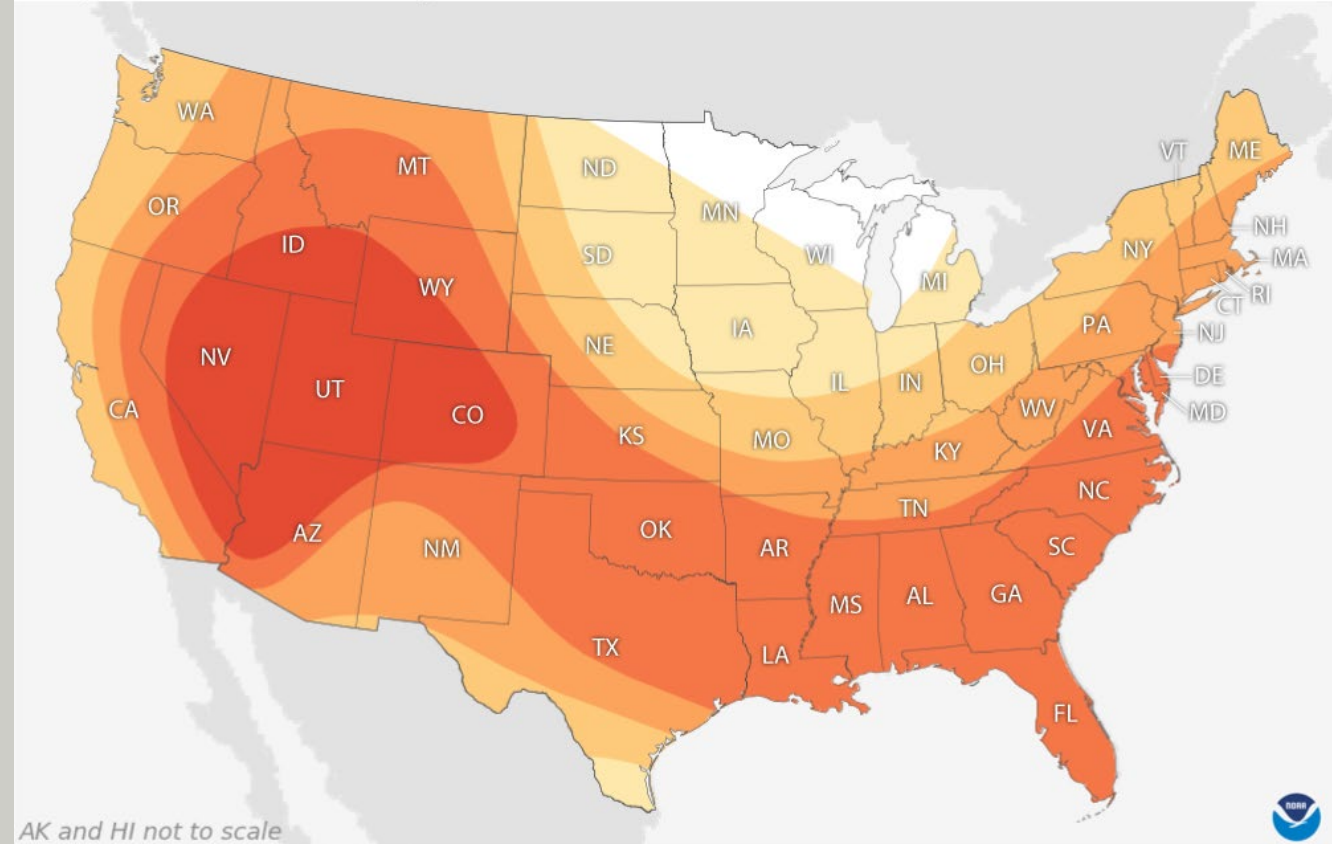 WA
MT
ND
MN
VT
ME
OR
ID
WY
SD
WI
MI
NY
NH
MA
RI
CT
NV
UT
CO
NE
IA
IL
IN
OH
PA
NJ
DE
MD
CA
KS
MO
KY
WV
VA
AZ
NM
OK
AR
TN
NC
SC
TX
LA
MS
AL
GA
FL
AK and HI not to scale
NOAA